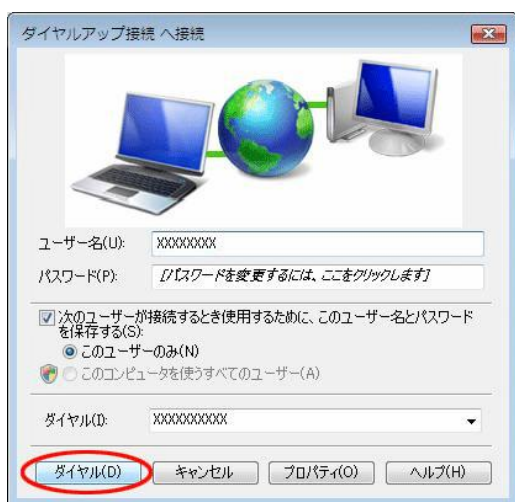 ダイヤルアップ接続 へ接続
ユーザー名(U): XXXXXXXX
パスワード(P): [パスワードを変更するには、ここをクリックします]
次のユーザーが接続するとき使用するために、このユーザー名とパスワード
を保存する(S):
このユーザーのみ(N)
このコンピュータを使うすべてのユーザー(A)
ダイヤル(I): XXXXXXXXXX
ダイヤル(D) キャンセル プロパティ(O) ヘルプ(H)